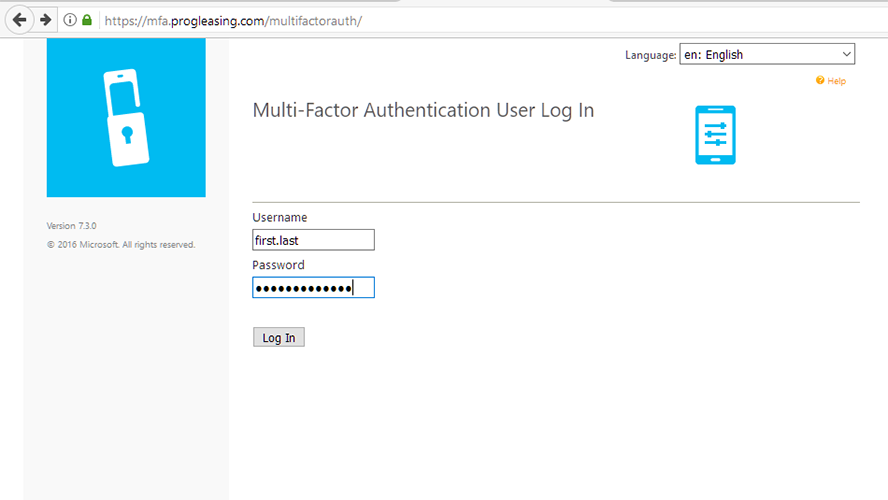 https://mfa.progleasing.com/multifactorauth/
Language: en: English
Help
Multi-Factor Authentication User Log In
Version 7.3.0
© 2016 Microsoft. All rights reserved.
Username
first.last
Password
●●●●●●●●●●●●●
Log In